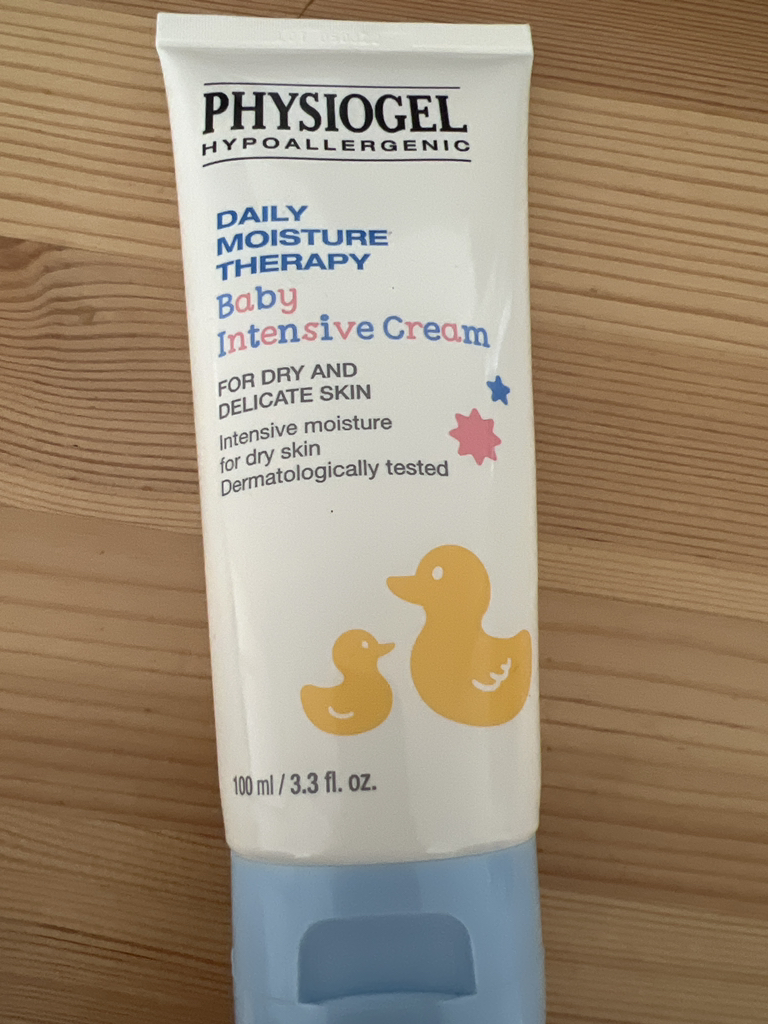 PHYSIOGEL
HYPOALLERGENIC
DAILY
MOISTURE
THERAPY
Baby
Intensive Cream
FOR DRY AND
DELICATE SKIN
Intensive moisture
for dry skin
Dermatologically tested
100 ml / 3.3 fl. oz.